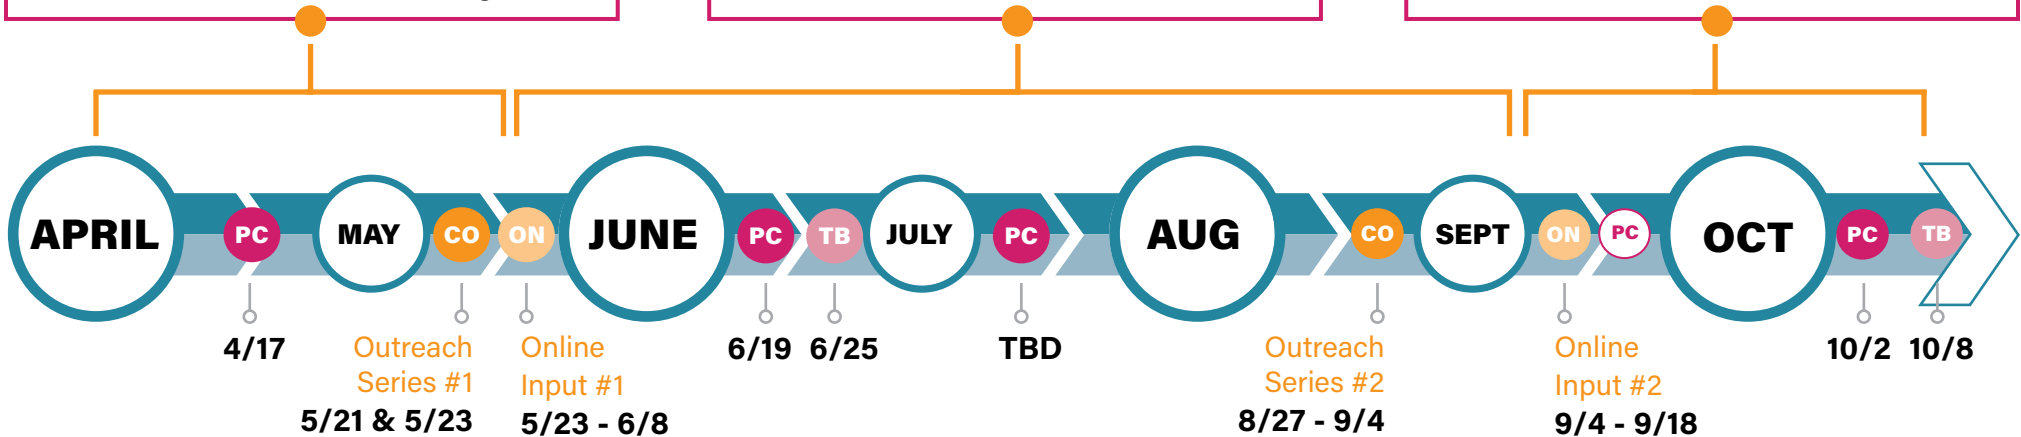 APRIL PC MAY CO ON JUNE PC TB JULY PC AUG CO SEPT ON PC OCT PC TB
4/17
Outreach
Series #1
5/21 & 5/23
Online
Input #1
5/23 - 6/8
6/19
6/25
TBD
Outreach
Series #2
8/27 - 9/4
Online
Input #2
9/4 - 9/18
10/2
10/8